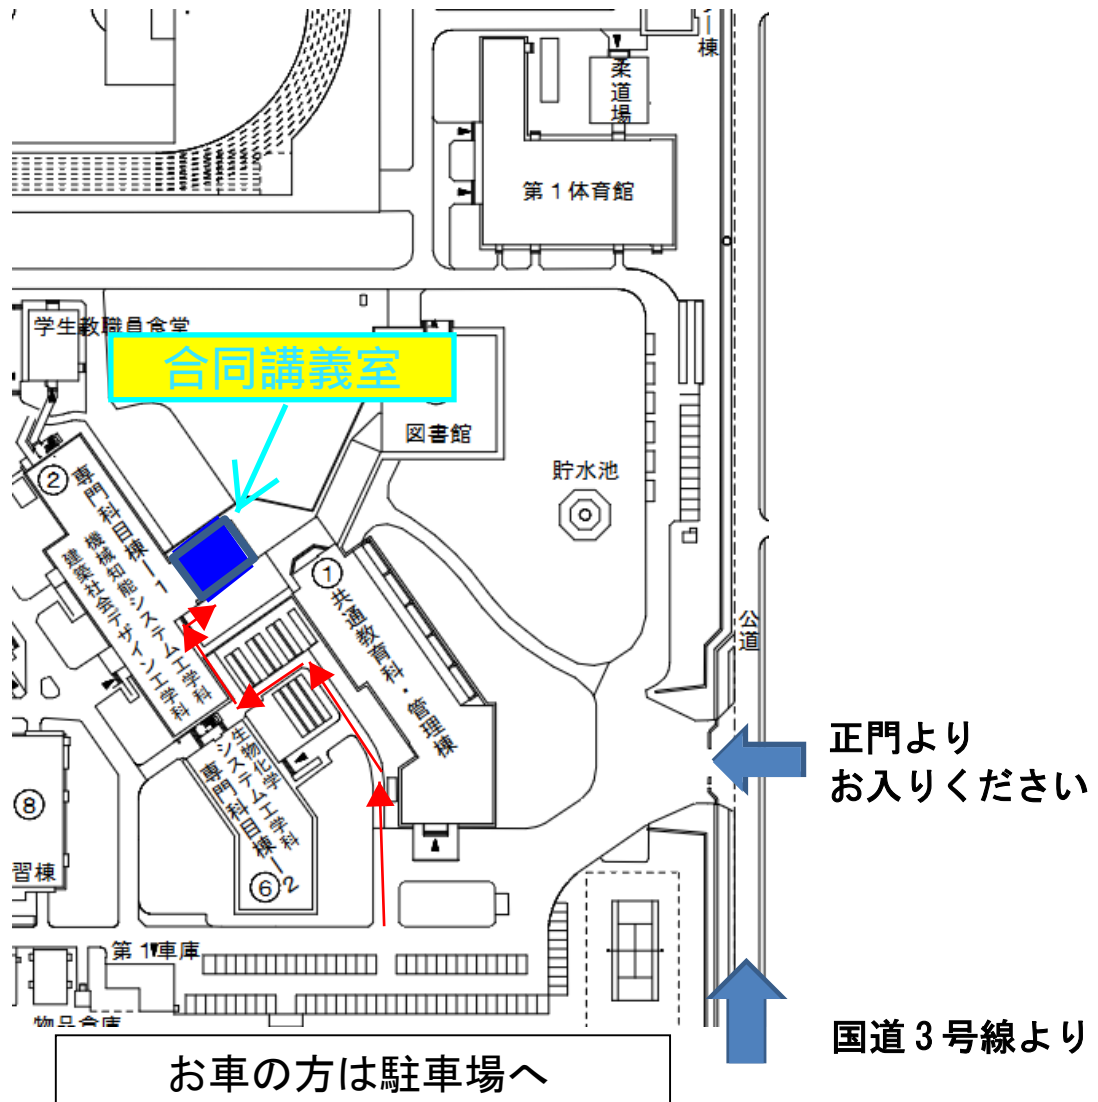 柔道場
第１体育館
学生教職員食堂
合同講義室
図書館
貯水池
②
専門科目棟ー１
機械知能システム工学科
建築社会デザイン工学科
①
共通教育科・管理棟
公道
正門より
お入りください
生物化学システム工学科
専門科目棟ー２
⑥
⑧
習棟
第１車庫
物品倉庫
国道３号線より
お車の方は駐車場へ